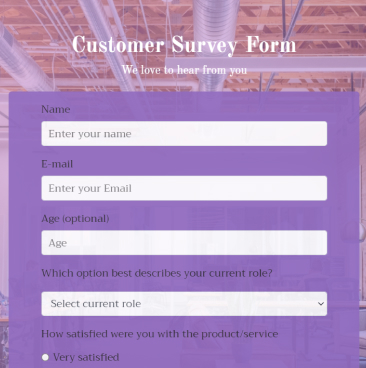 Customer Survey Form
We love to hear from you
Name
Enter your name
E-mail
Enter your Email
Age (optional)
Age
Which option best describes your current role?
Select current role
How satisfied were you with the product/service
Very satisfied